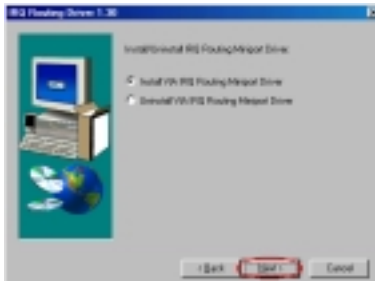 IRQ Routing Driver 1.30
Install/Uninstall IRQ Routing Miniport Driver.
Install VIA IRQ Routing Miniport Driver
Uninstall VIA IRQ Routing Miniport Driver
< Back
Next >
Cancel